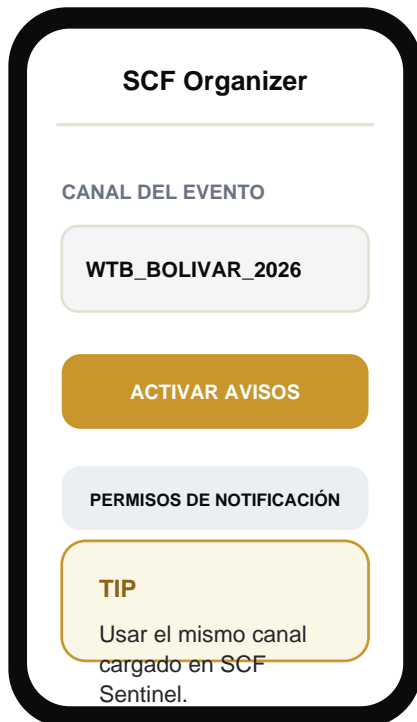 SCF Organizer
CANAL DEL EVENTO
WTB_BOLIVAR_2026
ACTIVAR AVISOS
PERMISOS DE NOTIFICACIÓN
TIP
Usar el mismo canal
cargado en SCF
Sentinel.